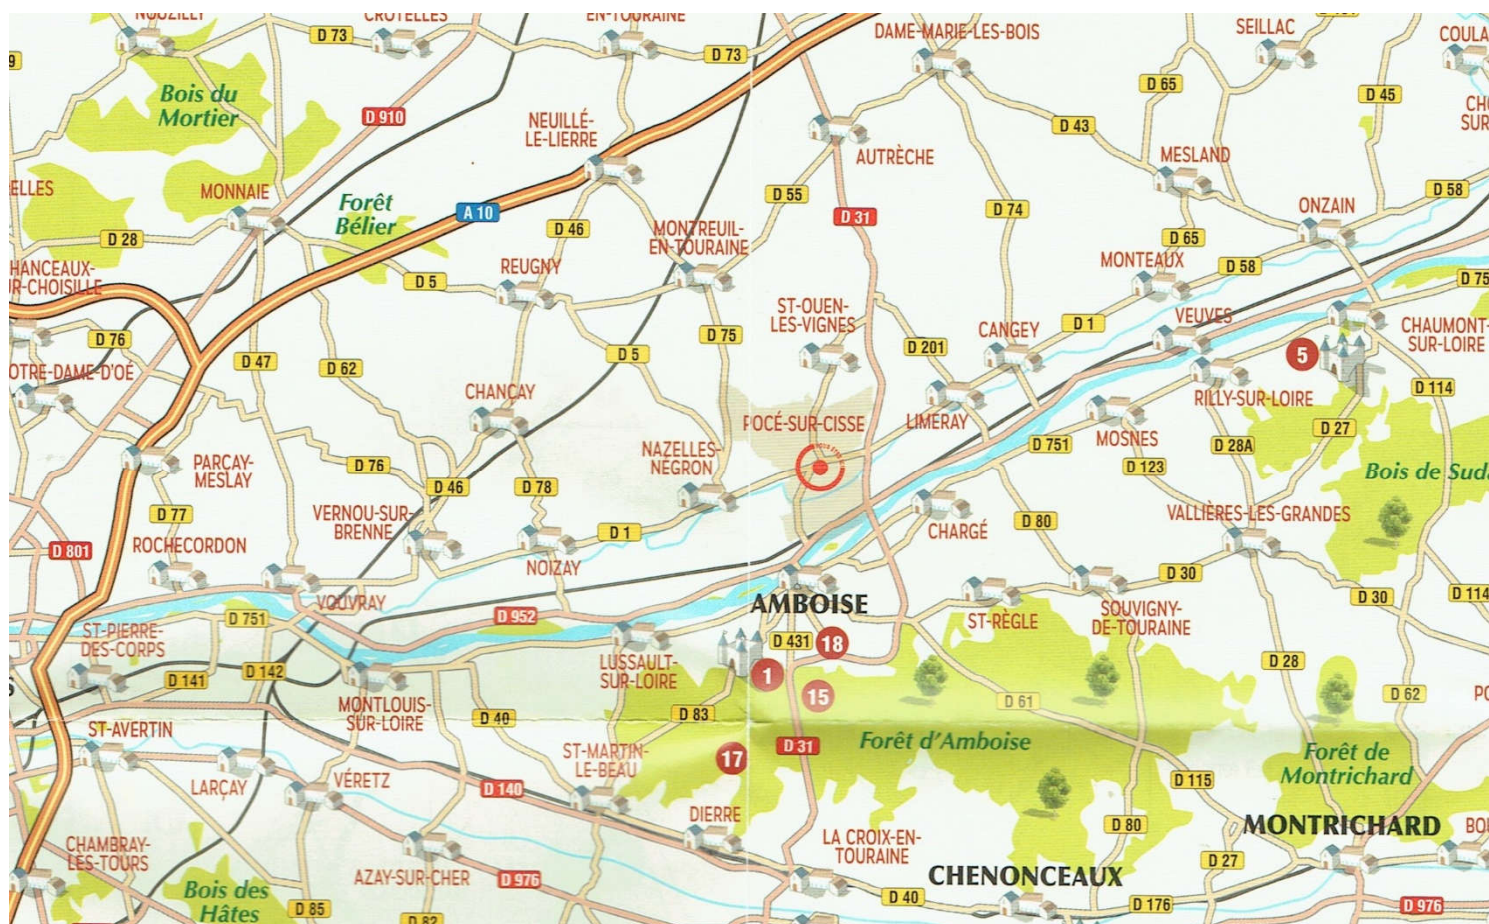 NOUZILLY
CROTELLES
EN-TOURAINE
DAME-MARIE-LES-BOIS
SEILLAC
D 73
D 73
9
Bois du
Mortier
D 910
NEUILLÉ-
LE-LIERRE
AUTRÈCHE
D 65
D 45
D 43
MESLAND
ELLES
MONNAIE
Forêt
Bélier
A 10
D 55
D 31
D 74
D 58
ONZAIN
D 28
D 46
MONTREUIL-
EN-TOURAINE
D 65
HANCEAUX-
R-CHOISILLE
D 5
REUGNY
MONTEAUX
D 58
D 75
ST-OUEN-
LES-VIGNES
D 76
D 47
D 62
D 5
D 75
D 201
CANGEY
D 1
VEUVES
5
CHAUMONT-
SUR-LOIRE
OTRE-DAME-D'OÉ
CHANÇAY
RILLY-SUR-LOIRE
D 114
POCÉ-SUR-CISSE
LIMERAY
D 751
MOSNES
D 28A
D 27
PARCAY-
MESLAY
D 76
D 46
D 78
NAZELLES-
NÉGRON
D 123
Bois de Suda
D 77
VERNOU-SUR-
BRENNE
D 1
CHARGÉ
D 80
VALLIÈRES-LES-GRANDES
D 801
ROCHECORDON
NOIZAY
D 30
D 30
D 114
VOUVRAY
AMBOISE
D 751
D 952
ST-PIERRE-
DES-CORPS
LUSSAULT-
SUR-LOIRE
D 431
18
ST-RÈGLE
SOUVIGNY-
DE-TOURAINE
D 141
D 142
MONTLOUIS-
SUR-LOIRE
1
15
D 28
D 62
D 61
ST-AVERTIN
D 40
D 83
ST-MARTIN-
LE-BEAU
17
D 31
Forêt d'Amboise
Forêt de
Montrichard
LARÇAY
VÉRETZ
D 140
D 115
CHAMBRAY-
LÈS-TOURS
DIERRE
LA CROIX-EN-
TOURAINE
D 80
MONTRICHARD
BOU
D 27
Bois des
Hâtes
AZAY-SUR-CHER
D 976
CHENONCEAUX
D 85
D 82
D 40
D 176
D 976